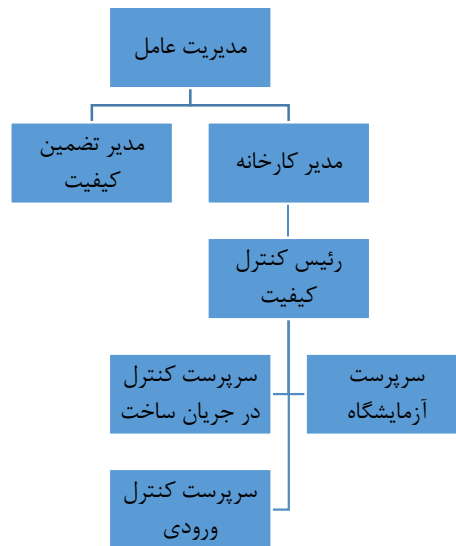 مدیریت عامل
مدیر کارخانه
مدیر تضمین
کیفیت
رئیس کنترل
کیفیت
سرپرست
آزمایشگاه
سرپرست کنترل
در جریان ساخت
سرپرست کنترل
ورودی